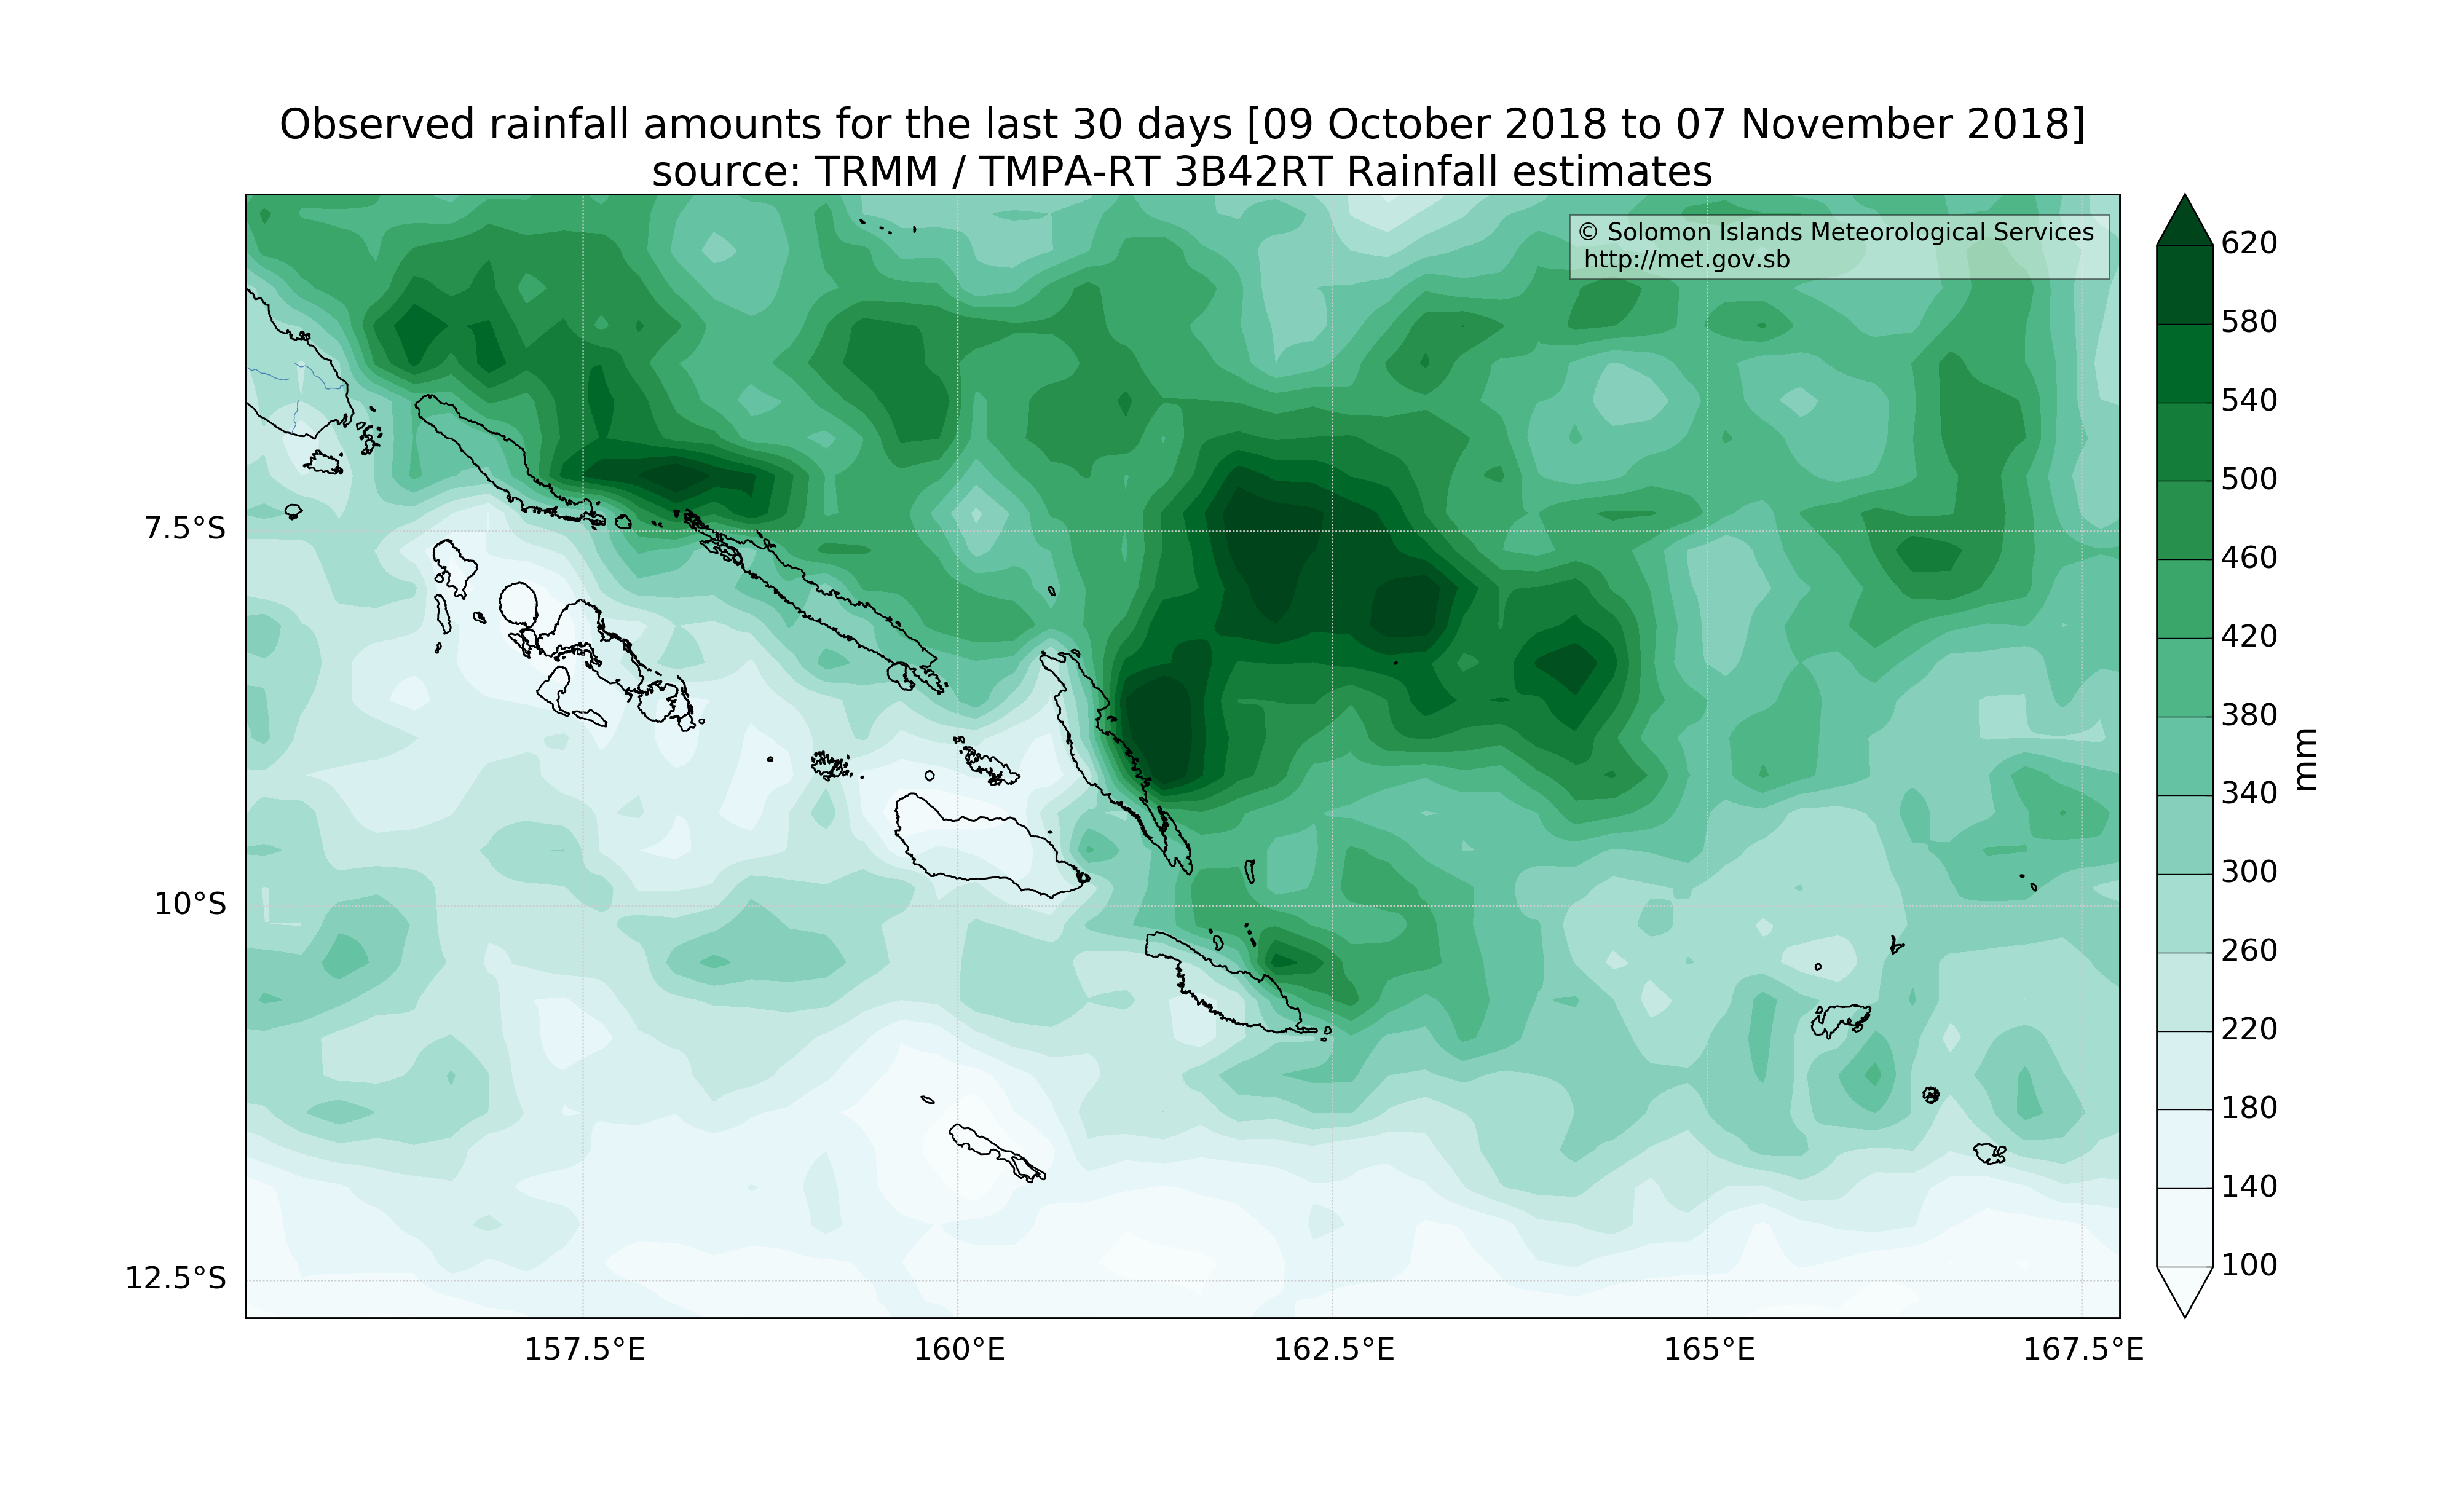 Observed rainfall amounts for the last 30 days [09 October 2018 to 07 November 2018]
source: TRMM / TMPA-RT 3B42RT Rainfall estimates
© Solomon Islands Meteorological Services
http://met.gov.sb
7.5°S
10°S
12.5°S
157.5°E
160°E
162.5°E
165°E
167.5°E
620
580
540
500
460
420
380
340
300
260
220
180
140
100
mm